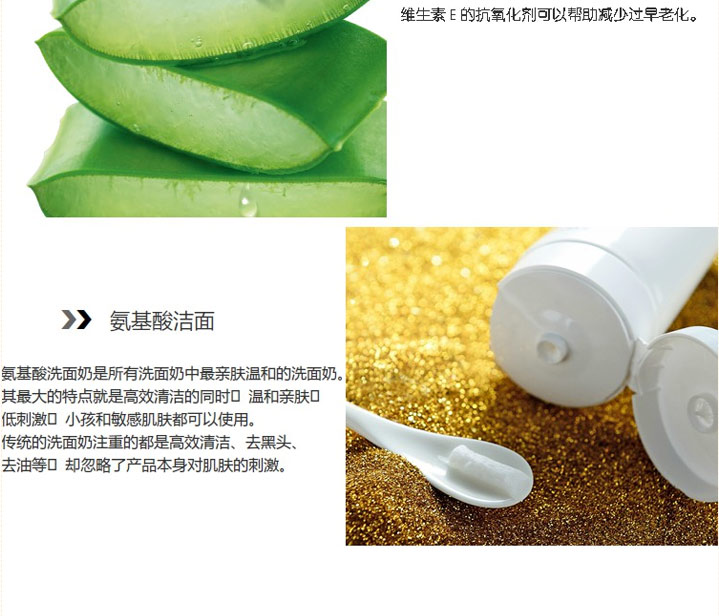 维生素 E 的抗氧化剂可以帮助减少过早老化。
氨基酸洁面
氨基酸洗面奶是所有洗面奶中最亲肤温和的洗面奶。
其最大的特点就是高效清洁的同时▯ 温和亲肤▯
低刺激▯ 小孩和敏感肌肤都可以使用。
传统的洗面奶注重的都是高效清洁、去黑头、
去油等▯ 却忽略了产品本身对肌肤的刺激。